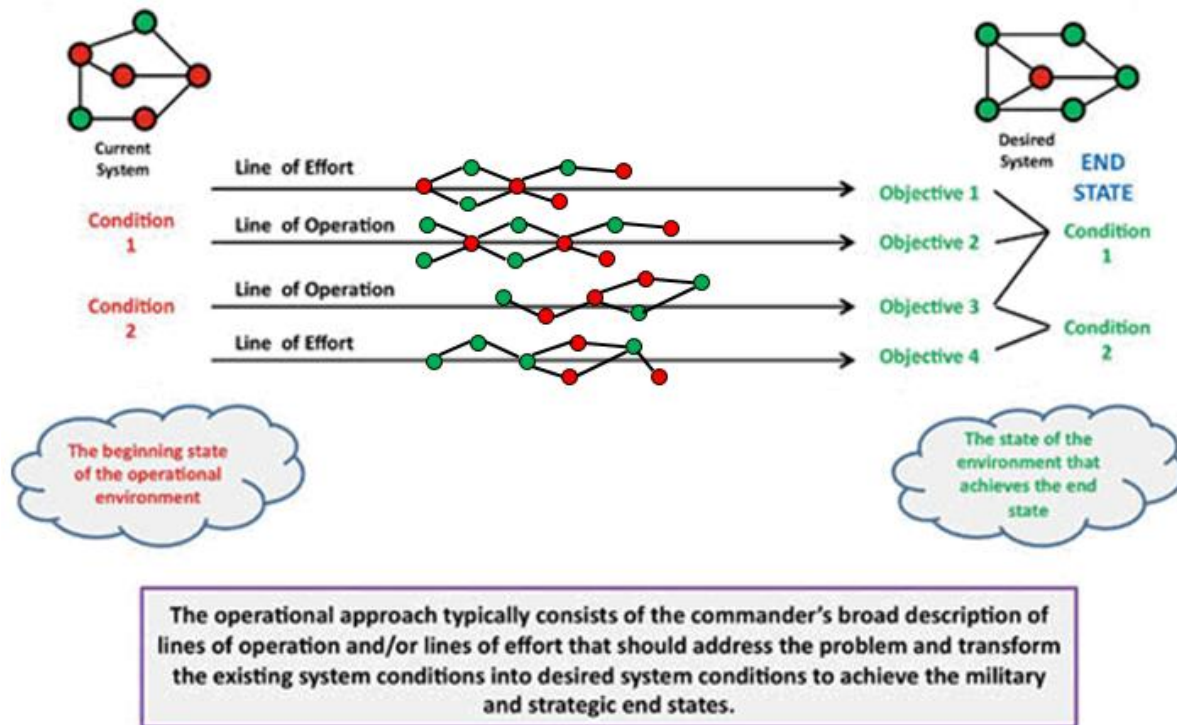 Current
System
Desired
System
END
STATE
Line of Effort
Objective 1
Condition
1
Line of Operation
Objective 2
Condition
1
Line of Operation
Condition
2
Objective 3
Condition
2
Line of Effort
Objective 4
The beginning state
of the operational
environment
The state of the
environment that
achieves the end
state
The operational approach typically consists of the commander's broad description of
lines of operation and/or lines of effort that should address the problem and transform
the existing system conditions into desired system conditions to achieve the military
and strategic end states.